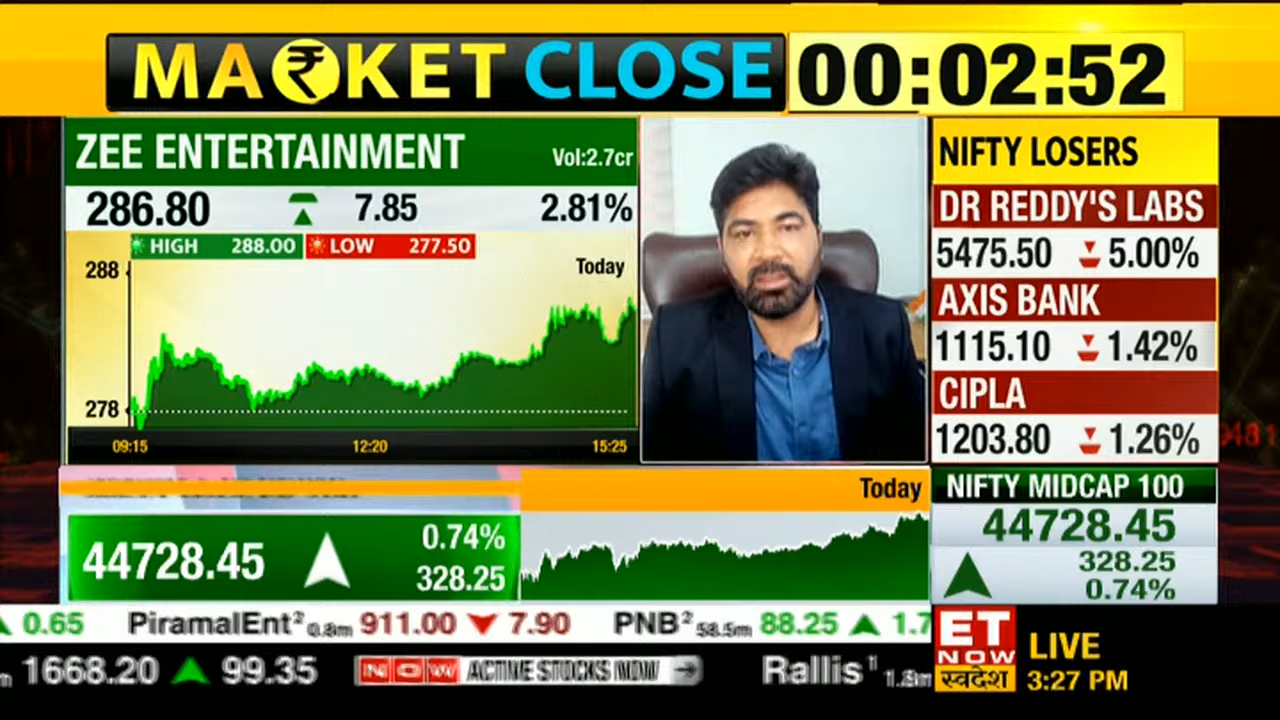 MA₹KET CLOSE 00:02:52
ZEE ENTERTAINMENT Vol:2.7cr
286.80 7.85 2.81%
HIGH 288.00 LOW 277.50
Today
288
278
09:15 12:20 15:25
NIFTY LOSERS
DR REDDY'S LABS
5475.50 5.00%
AXIS BANK
1115.10 1.42%
CIPLA
1203.80 1.26%
Today
44728.45 0.74%
328.25
NIFTY MIDCAP 100
44728.45
328.25
0.74%
0.65 PiramalEnt² 0.8m 911.00 7.90 PNB² 58.5m 88.25 1.7
1668.20 99.35 NOW ACTIVE STOCKS NOW Rallis¹ 1.8m
ET
NOW
स्वदेश
LIVE
3:27 PM